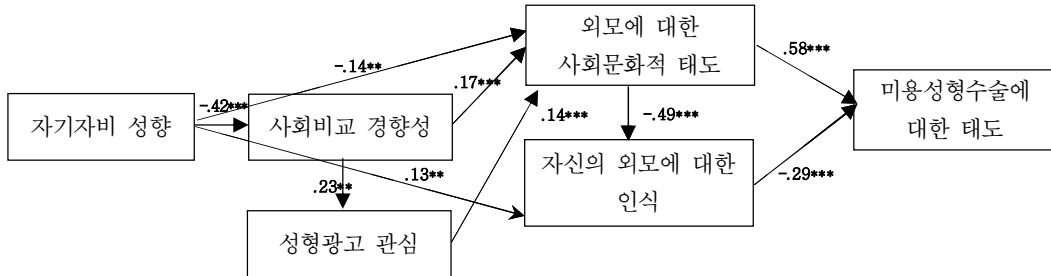 외모에 대한
사회문화적 태도
-.14**
.58***
.17***
미용성형수술에
대한 태도
-.42***
자기자비 성향
사회비교 경향성
.14***
-.49***
자신의 외모에 대한
인식
.13**
-.29***
.23**
성형광고 관심